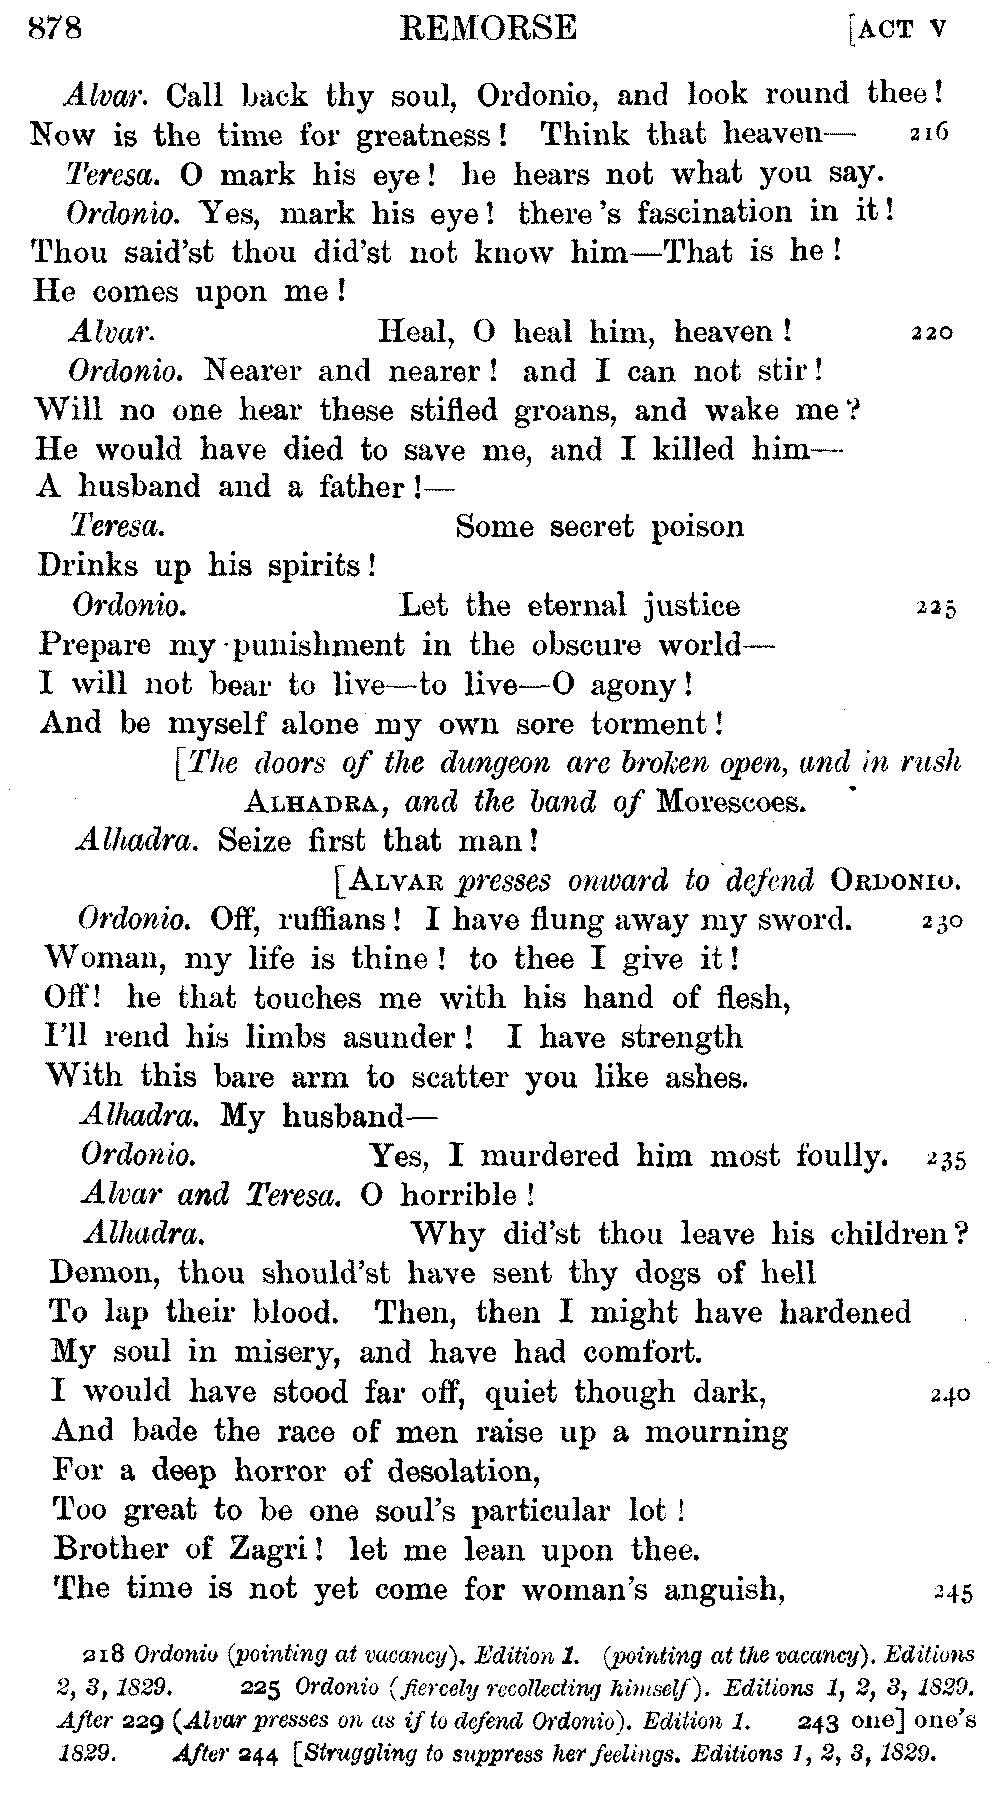 878 REMORSE [ACT V
Alvar. Call back thy soul, Ordonio, and look round thee!
Now is the time for greatness! Think that heaven— 216
Teresa. O mark his eye! he hears not what you say.
Ordonio. Yes, mark his eye! there's fascination in it!
Thou said'st thou did'st not know him—That is he!
He comes upon me!
Alvar. Heal, O heal him, heaven! 220
Ordonio. Nearer and nearer! and I can not stir!
Will no one hear these stifled groans, and wake me?
He would have died to save me, and I killed him—
A husband and a father!—
Teresa. Some secret poison
Drinks up his spirits!
Ordonio. Let the eternal justice 225
Prepare my punishment in the obscure world—
I will not bear to live—to live—O agony!
And be myself alone my own sore torment!
[The doors of the dungeon are broken open, and in rush
ALHADRA, and the band of Morescoes.
Alhadra. Seize first that man!
[ALVAR presses onward to defend ORDONIO.
Ordonio. Off, ruffians! I have flung away my sword. 230
Woman, my life is thine! to thee I give it!
Off! he that touches me with his hand of flesh,
I'll rend his limbs asunder! I have strength
With this bare arm to scatter you like ashes.
Alhadra. My husband—
Ordonio. Yes, I murdered him most foully. 235
Alvar and Teresa. O horrible!
Alhadra. Why did'st thou leave his children?
Demon, thou should'st have sent thy dogs of hell
To lap their blood. Then, then I might have hardened
My soul in misery, and have had comfort.
I would have stood far off, quiet though dark, 240
And bade the race of men raise up a mourning
For a deep horror of desolation,
Too great to be one soul's particular lot!
Brother of Zagri! let me lean upon thee.
The time is not yet come for woman's anguish, 245
218 Ordonio (pointing at vacancy). Edition 1. (pointing at the vacancy). Editions
2, 3, 1829. 225 Ordonio (fiercely recollecting himself). Editions 1, 2, 3, 1829.
After 229 (Alvar presses on as if to defend Ordonio). Edition 1. 243 one] one's
1829. After 244 [Struggling to suppress her feelings. Editions 1, 2, 3, 1829.